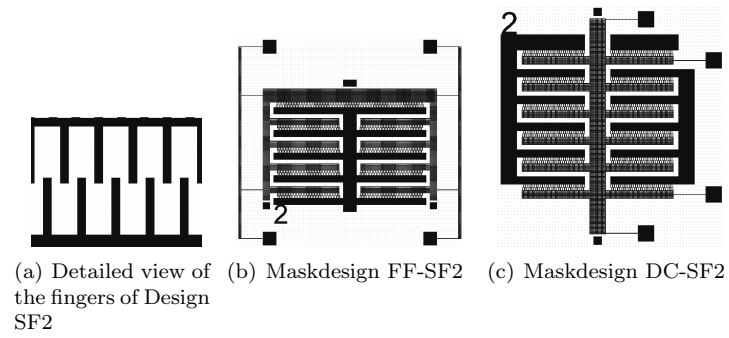 2
2
(a) Detailed view of
the fingers of Design
SF2
(b) Maskdesign FF-SF2
(c) Maskdesign DC-SF2